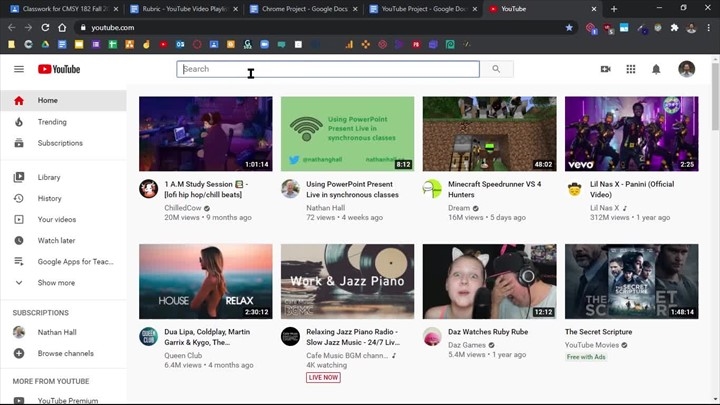 Classwork for CMSY 182 Fall 20
Rubric - YouTube Video Playli
Chrome Project - Google Docs
YouTube Project - Google Doc
YouTube
youtube.com
YouTube
Search
Home
Trending
Subscriptions
Library
History
Your videos
Watch later
Google Apps for Teac...
Show more
SUBSCRIPTIONS
Nathan Hall
Browse channels
MORE FROM YOUTUBE
YouTube Premium
1:01:14
1 A.M Study Session - [lofi hip hop/chill beats]
ChilledCow
20M views • 9 months ago
Using PowerPoint
Present Live in
synchronous classes
@nathanghall
8:12
Using PowerPoint Present
Live in synchronous classes
Nathan Hall
72 views • 4 weeks ago
48:02
Minecraft Speedrunner VS 4
Hunters
Dream
16M views • 5 days ago
vevo
2:25
Lil Nas X - Panini (Official
Video)
Lil Nas X
312M views • 1 year ago
HOUSE RELAX
2:30:12
Dua Lipa, Coldplay, Martin
Garrix & Kygo, The...
Queen Club
6.4M views • 4 months ago
Work & Jazz Piano
Relaxing Jazz Piano Radio -
Slow Jazz Music - 24/7 Liv...
Cafe Music BGM chann...
4K watching
LIVE NOW
12:12
Daz Watches Ruby Rube
Daz Games
5.4M views • 1 year ago
THE SECRET
SCRIPTURE
1:48:14
The Secret Scripture
YouTube Movies
Free with Ads